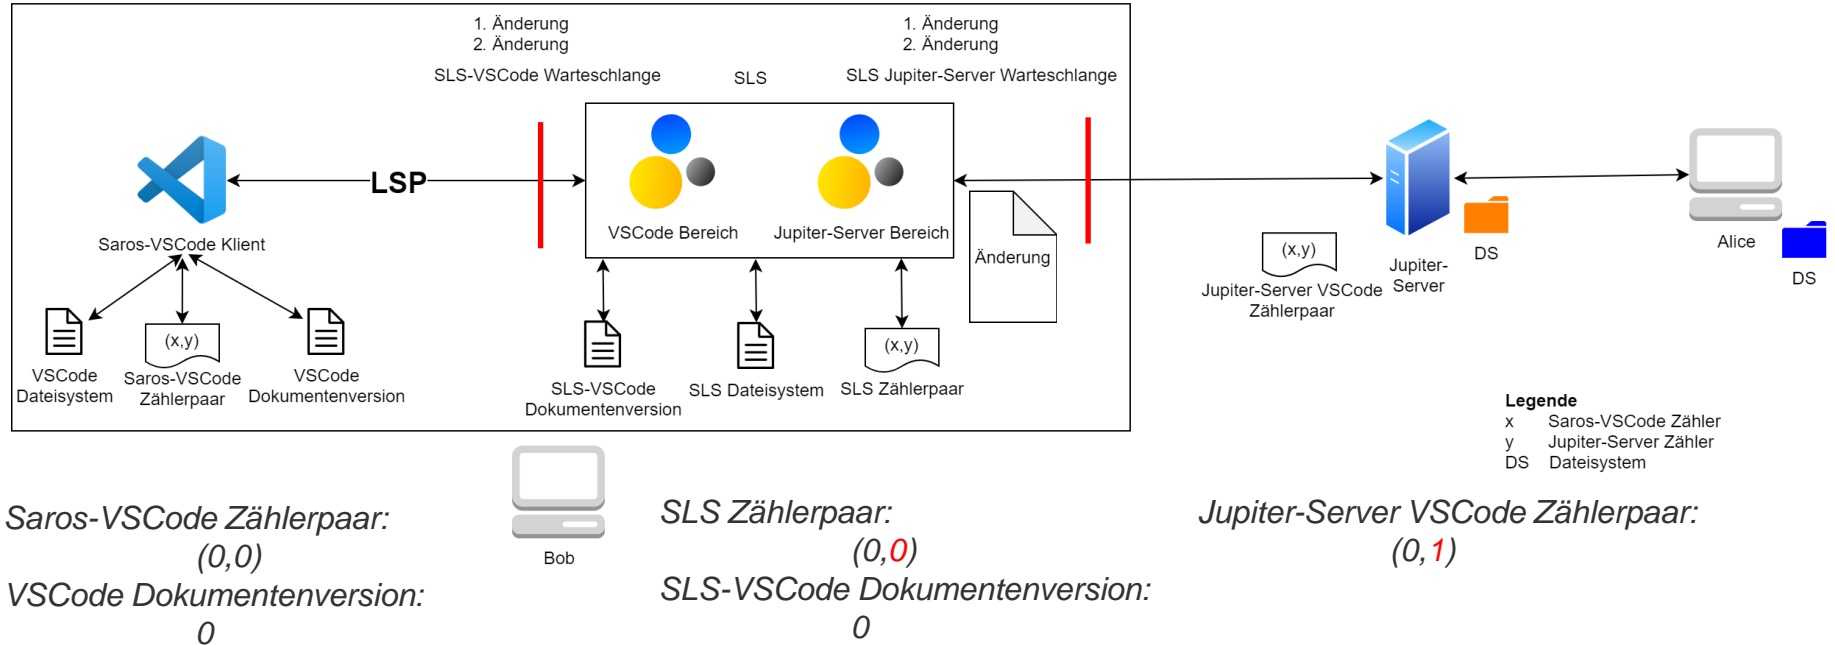 1. Änderung
2. Änderung
SLS-VSCode Warteschlange
SLS
1. Änderung
2. Änderung
SLS Jupiter-Server Warteschlange
LSP
Saros-VSCode Klient
VSCode Bereich
Jupiter-Server Bereich
Änderung
(x,y)
Jupiter-Server VSCode
Zählerpaar
Jupiter-
Server
DS
Alice
DS
VSCode
Dateisystem
(x,y)
Saros-VSCode
Zählerpaar
VSCode
Dokumentenversion
SLS-VSCode
Dokumentenversion
SLS Dateisystem
(x,y)
SLS Zählerpaar
Legende
x Saros-VSCode Zähler
y Jupiter-Server Zähler
DS Dateisystem
Bob
Saros-VSCode Zählerpaar:
(0,0)
VSCode Dokumentenversion:
0
SLS Zählerpaar:
(0,0)
SLS-VSCode Dokumentenversion:
0
Jupiter-Server VSCode Zählerpaar:
(0,1)